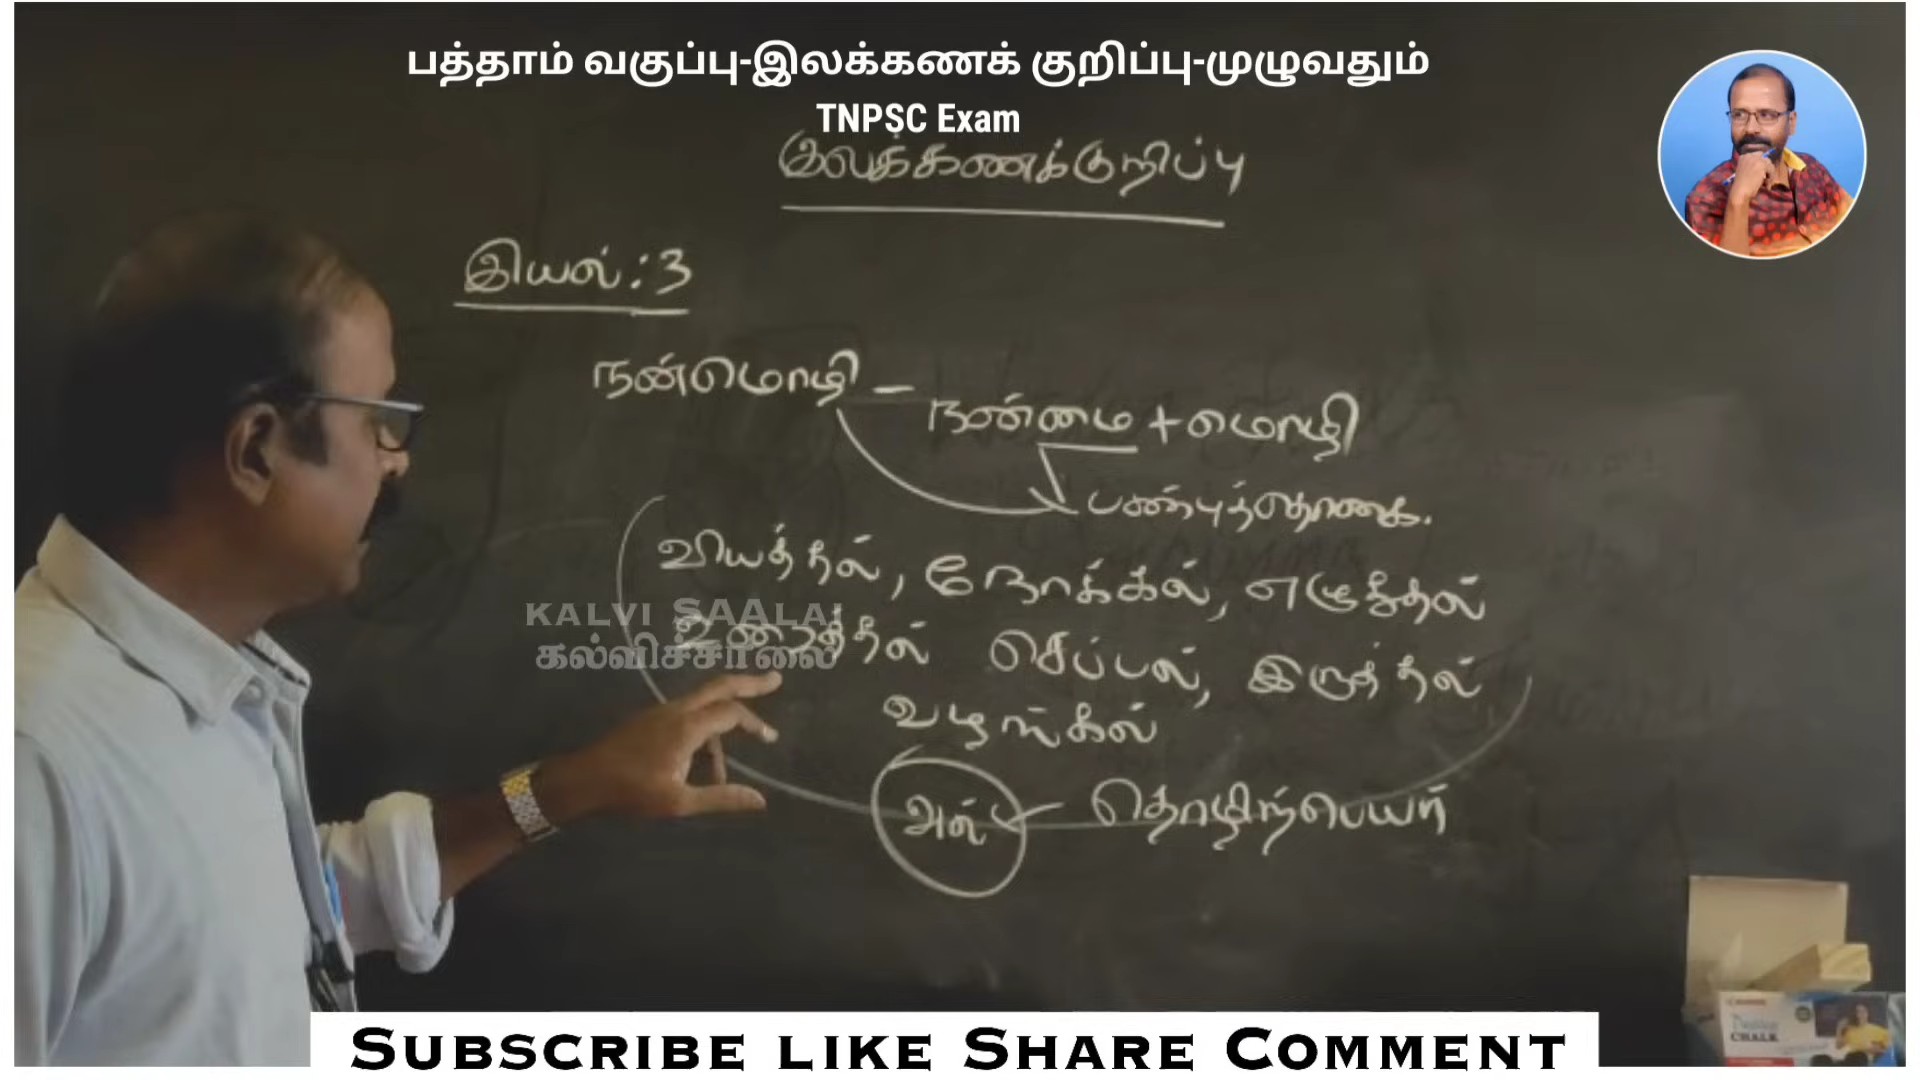 பத்தாம் வகுப்பு-இலக்கணக் குறிப்பு-முழுவதும்
TNPSC Exam
இலக்கணக்குறிப்பு
இயல்:3
நன்மொழி -
நன்மை + மொழி
பண்புத்தொகை.
வியத்தல், நோக்கல், எழுதுதல்
உரைத்தல் செப்பல், இருத்தல்
வழங்கல்
அல் - தொழிற்பெயர்
KALVI SAALAI
கல்விச்சாலை
SUBSCRIBE LIKE SHARE COMMENT